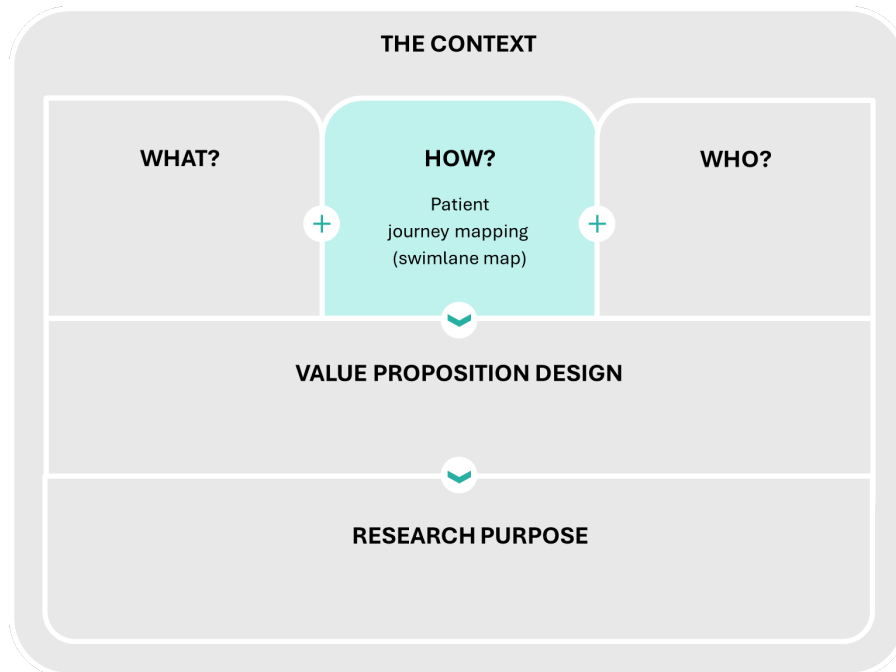 THE CONTEXT
WHAT?
HOW?
Patient
journey mapping
(swimlane map)
WHO?
VALUE PROPOSITION DESIGN
RESEARCH PURPOSE